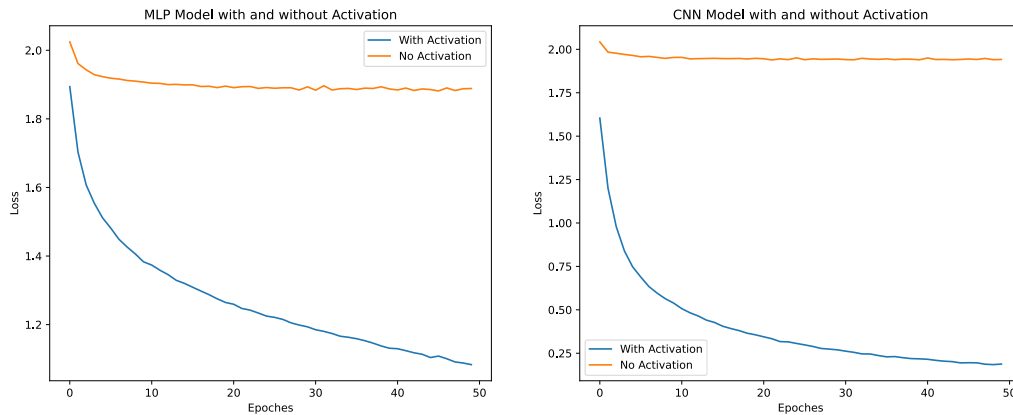 MLP Model with and without Activation
With Activation
No Activation
2.0
1.8
1.6
1.4
1.2
Loss
0
10
20
30
40
50
Epoches
CNN Model with and without Activation
2.00
1.75
1.50
1.25
1.00
0.75
0.50
0.25
Loss
With Activation
No Activation
0
10
20
30
40
50
Epoches